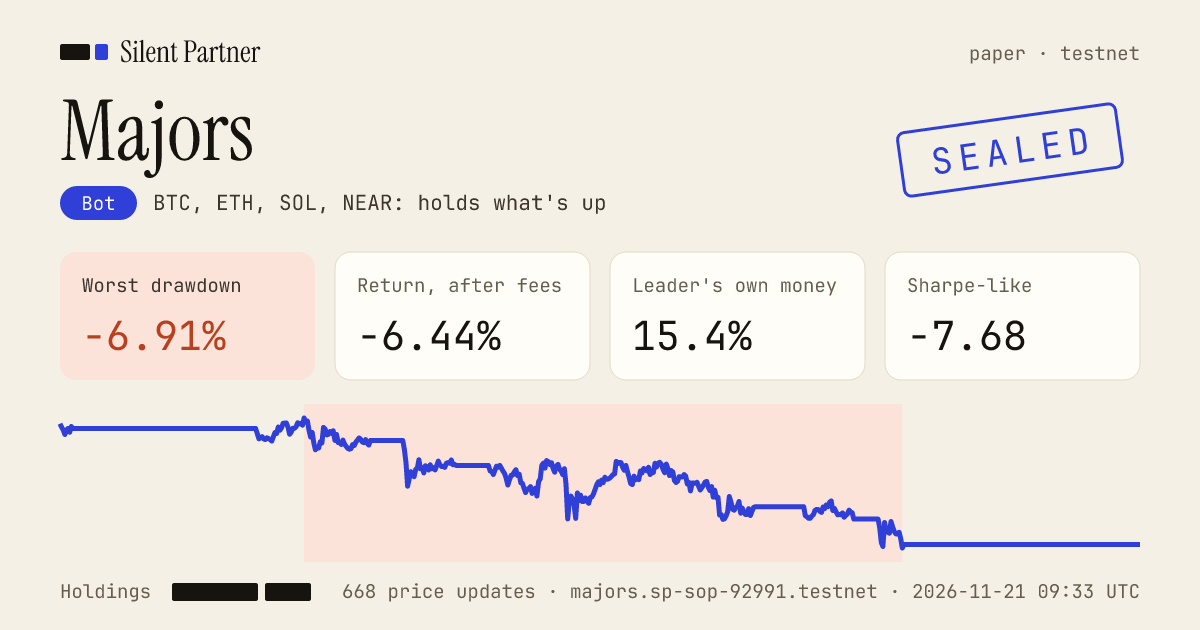 Silent Partner
paper · testnet
Majors
SEALED
Bot
BTC, ETH, SOL, NEAR: holds what's up
Worst drawdown
-6.91%
Return, after fees
-6.44%
Leader's own money
15.4%
Sharpe-like
-7.68
Holdings
668 price updates · majors.sp-sop-92991.testnet · 2026-11-21 09:33 UTC